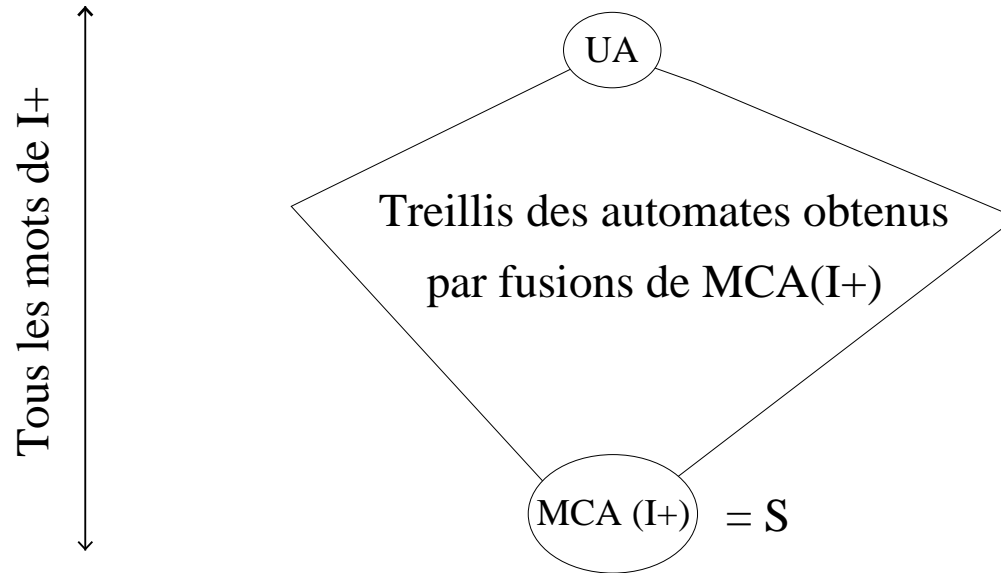 Tous les mots de I+
UA
Treillis des automates obtenus
par fusions de MCA(I+)
MCA (I+) = S